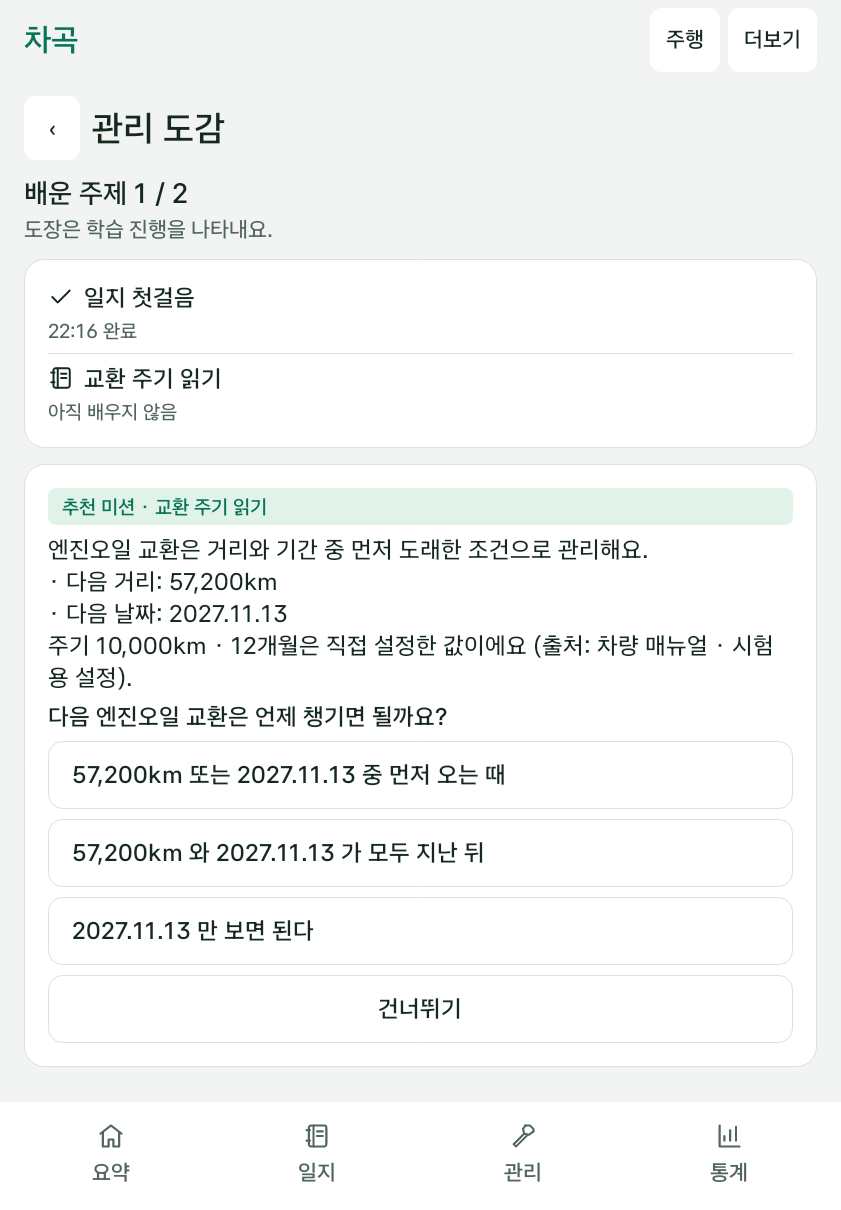 차곡
주행
더보기
‹
관리 도감
배운 주제 1 / 2
도장은 학습 진행을 나타내요.
일지 첫걸음
22:16 완료
교환 주기 읽기
아직 배우지 않음
추천 미션 · 교환 주기 읽기
엔진오일 교환은 거리와 기간 중 먼저 도래한 조건으로 관리해요.
· 다음 거리: 57,200km
· 다음 날짜: 2027.11.13
주기 10,000km · 12개월은 직접 설정한 값이에요 (출처: 차량 매뉴얼 · 시험
용 설정).
다음 엔진오일 교환은 언제 챙기면 될까요?
57,200km 또는 2027.11.13 중 먼저 오는 때
57,200km 와 2027.11.13 가 모두 지난 뒤
2027.11.13 만 보면 된다
건너뛰기
요약
일지
관리
통계